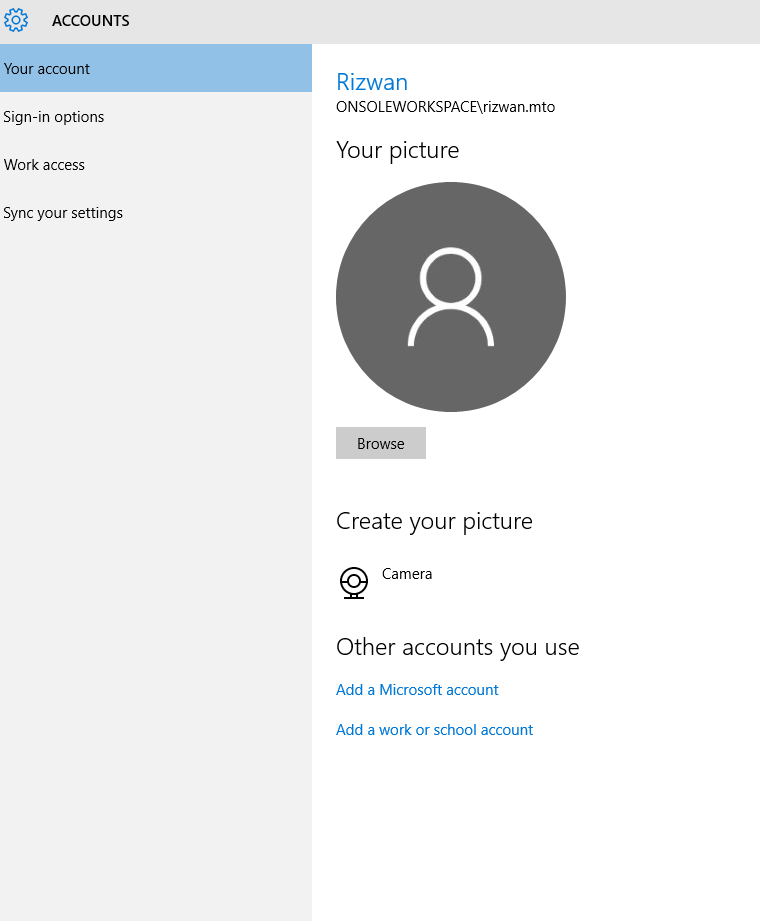 ACCOUNTS
Your account
Sign-in options
Work access
Sync your settings
Rizwan
ONSOLEWORKSPACE\rizwan.mto
Your picture
Browse
Create your picture
Camera
Other accounts you use
Add a Microsoft account
Add a work or school account